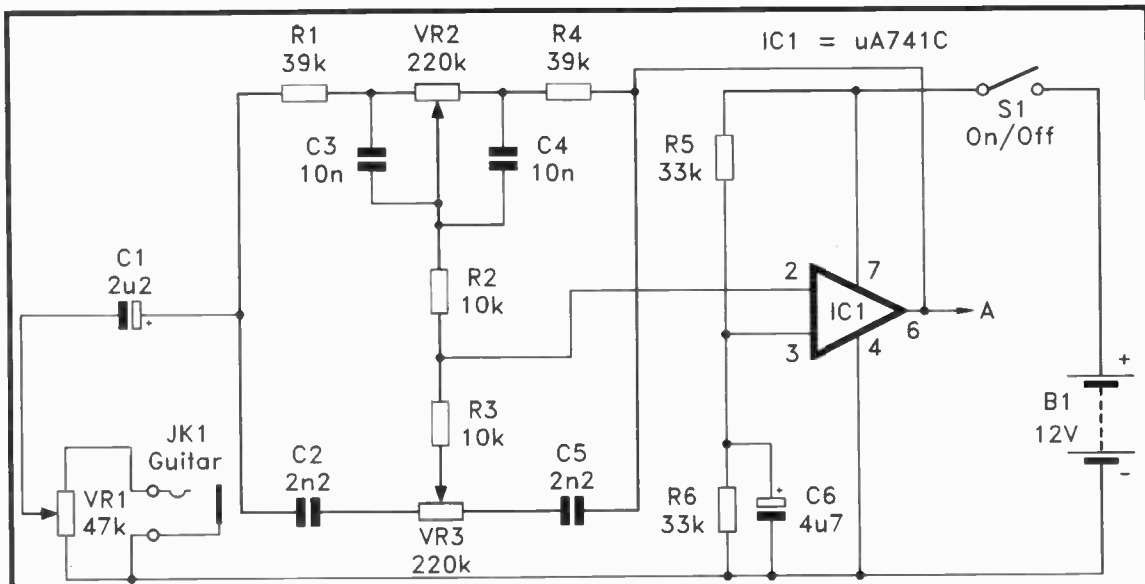 R1
39k
VR2
220k
R4
39k
IC1 = uA741C
S1
On/Off
C3
10n
C4
10n
R5
33k
C1
2u2
+
R2
10k
2
7
IC1
6
A
3
4
R3
10k
+
B1
12V
-
JK1
Guitar
VR1
47k
C2
2n2
C5
2n2
VR3
220k
R6
33k
+
C6
4u7